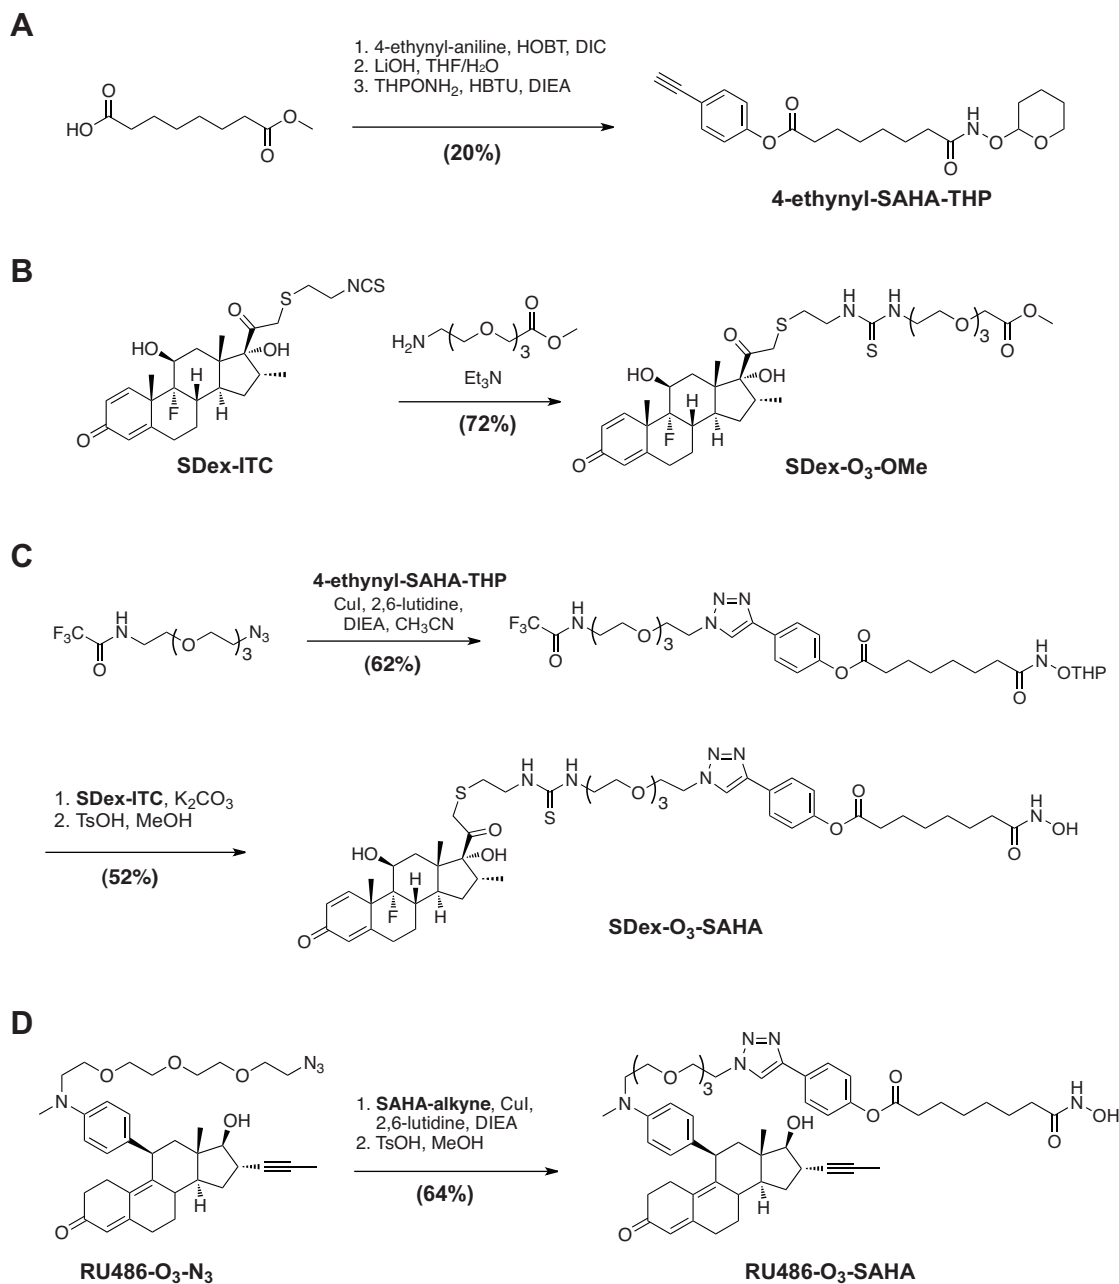 A
1. 4-ethynyl-aniline, HOBT, DIC
2. LiOH, THF/H₂O
3. THPONH₂, HBTU, DIEA
(20%)
O
HO
O
O
O
O
H
N
O
O
O
4-ethynyl-SAHA-THP
B
S
NCS
O
HO
OH
H
F
H
O
SDex-ITC
H₂N
O
3
O
O
Et₃N
(72%)
O
S
H
N
S
H
N
O
3
O
O
HO
OH
H
F
H
O
SDex-O₃-OMe
C
F₃C
O
H
N
O
3
N₃
4-ethynyl-SAHA-THP
CuI, 2,6-lutidine,
DIEA, CH₃CN
(62%)
F₃C
O
H
N
O
3
N
N=N
O
O
O
H
N
OTHP
1. SDex-ITC, K₂CO₃
2. TsOH, MeOH
(52%)
S
H
N
S
H
N
O
3
N
N=N
O
O
O
H
N
OH
O
HO
OH
H
F
H
O
SDex-O₃-SAHA
D
O
O
O
N₃
N
OH
H
O
RU486-O₃-N₃
1. SAHA-alkyne, CuI,
2,6-lutidine, DIEA
2. TsOH, MeOH
(64%)
O
3
N
N=N
N
O
O
O
H
N
OH
OH
H
O
RU486-O₃-SAHA